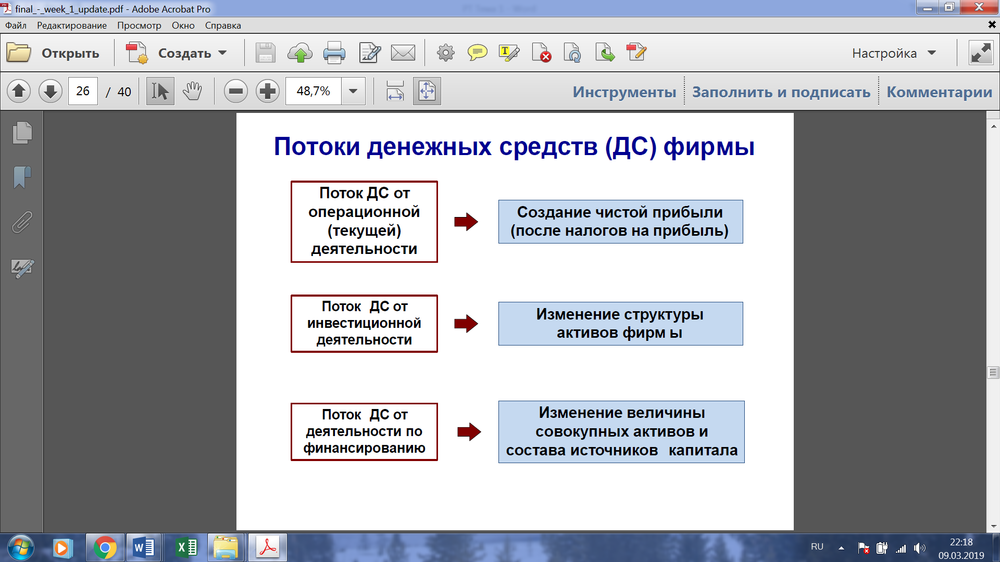 final_-_week_1_update.pdf - Adobe Acrobat Pro
Файл Редактирование Просмотр Окно Справка
Открыть Создать Настройка
26 / 40 48,7% Инструменты Заполнить и подписать Комментарии
Потоки денежных средств (ДС) фирмы
Поток ДС от
операционной
(текущей)
деятельности
Создание чистой прибыли
(после налогов на прибыль)
Поток ДС от
инвестиционной
деятельности
Изменение структуры
активов фирм ы
Поток ДС от
деятельности по
финансированию
Изменение величины
совокупных активов и
состава источников капитала
RU
22:18
09.03.2019